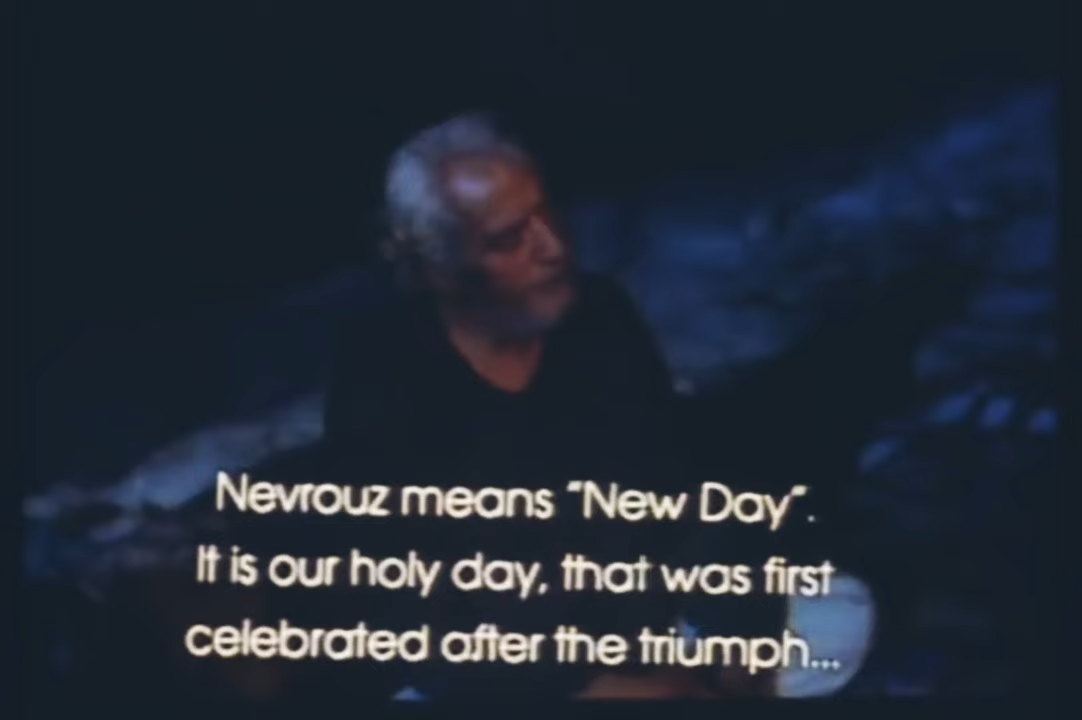 Nevrouz means "New Day".
It is our holy day, that was first
celebrated after the triumph...